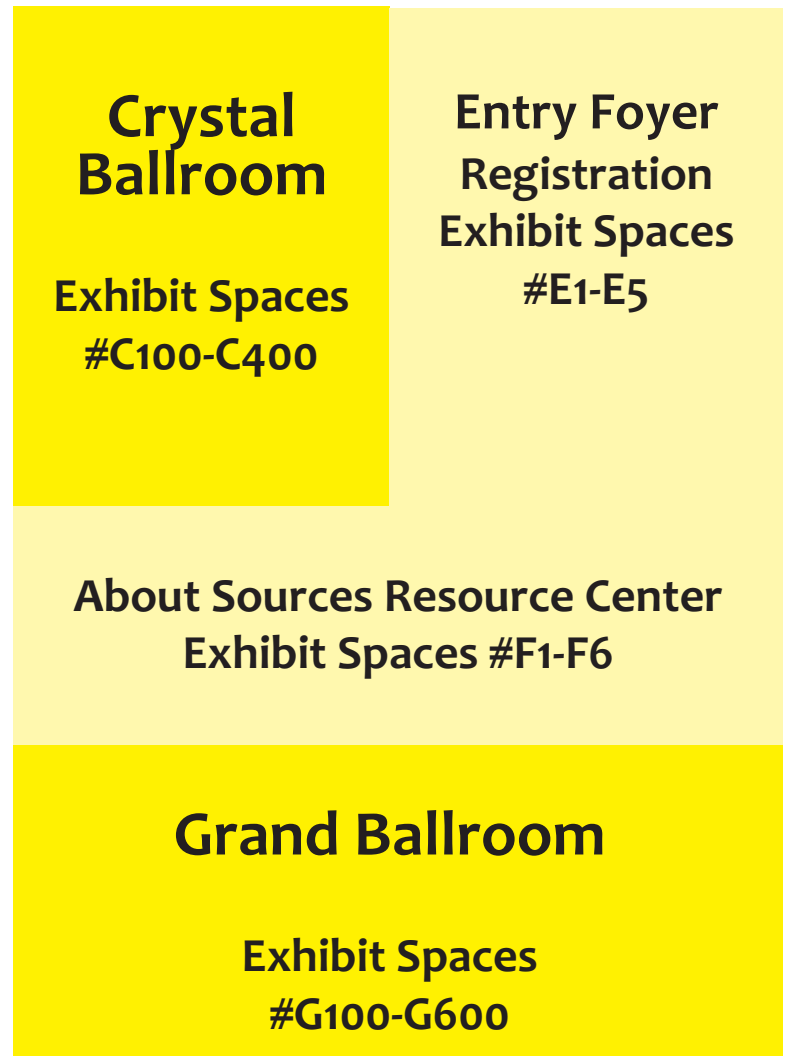 Crystal
Ballroom
Exhibit Spaces
#C100-C400
Entry Foyer
Registration
Exhibit Spaces
#E1-E5
About Sources Resource Center
Exhibit Spaces #F1-F6
Grand Ballroom
Exhibit Spaces
#G100-G600